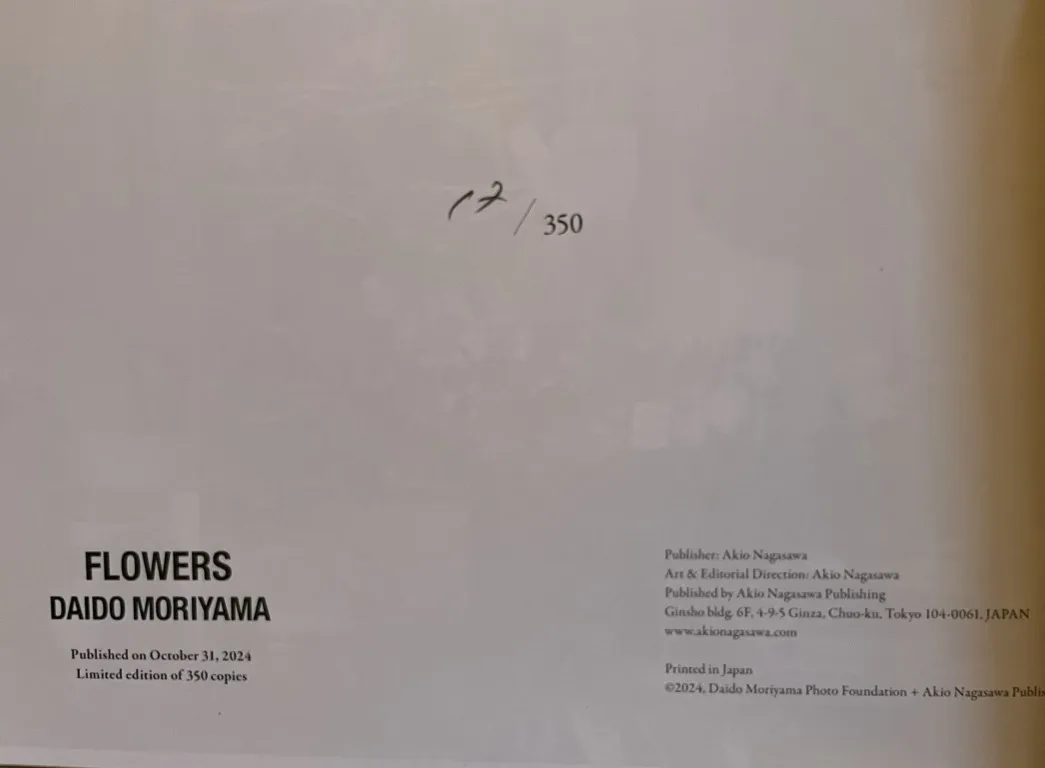 / 350
FLOWERS
DAIDO MORIYAMA
Published on October 31, 2024
Limited edition of 350 copies
Publisher: Akio Nagasawa
Art & Editorial Direction: Akio Nagasawa
Published by Akio Nagasawa Publishing
Ginsho bldg. 6F, 4-9-5 Ginza, Chuo-ku, Tokyo 104-0061, JAPAN
www.akionagasawa.com
Printed in Japan
©2024, Daido Moriyama Photo Foundation + Akio Nagasawa Publis